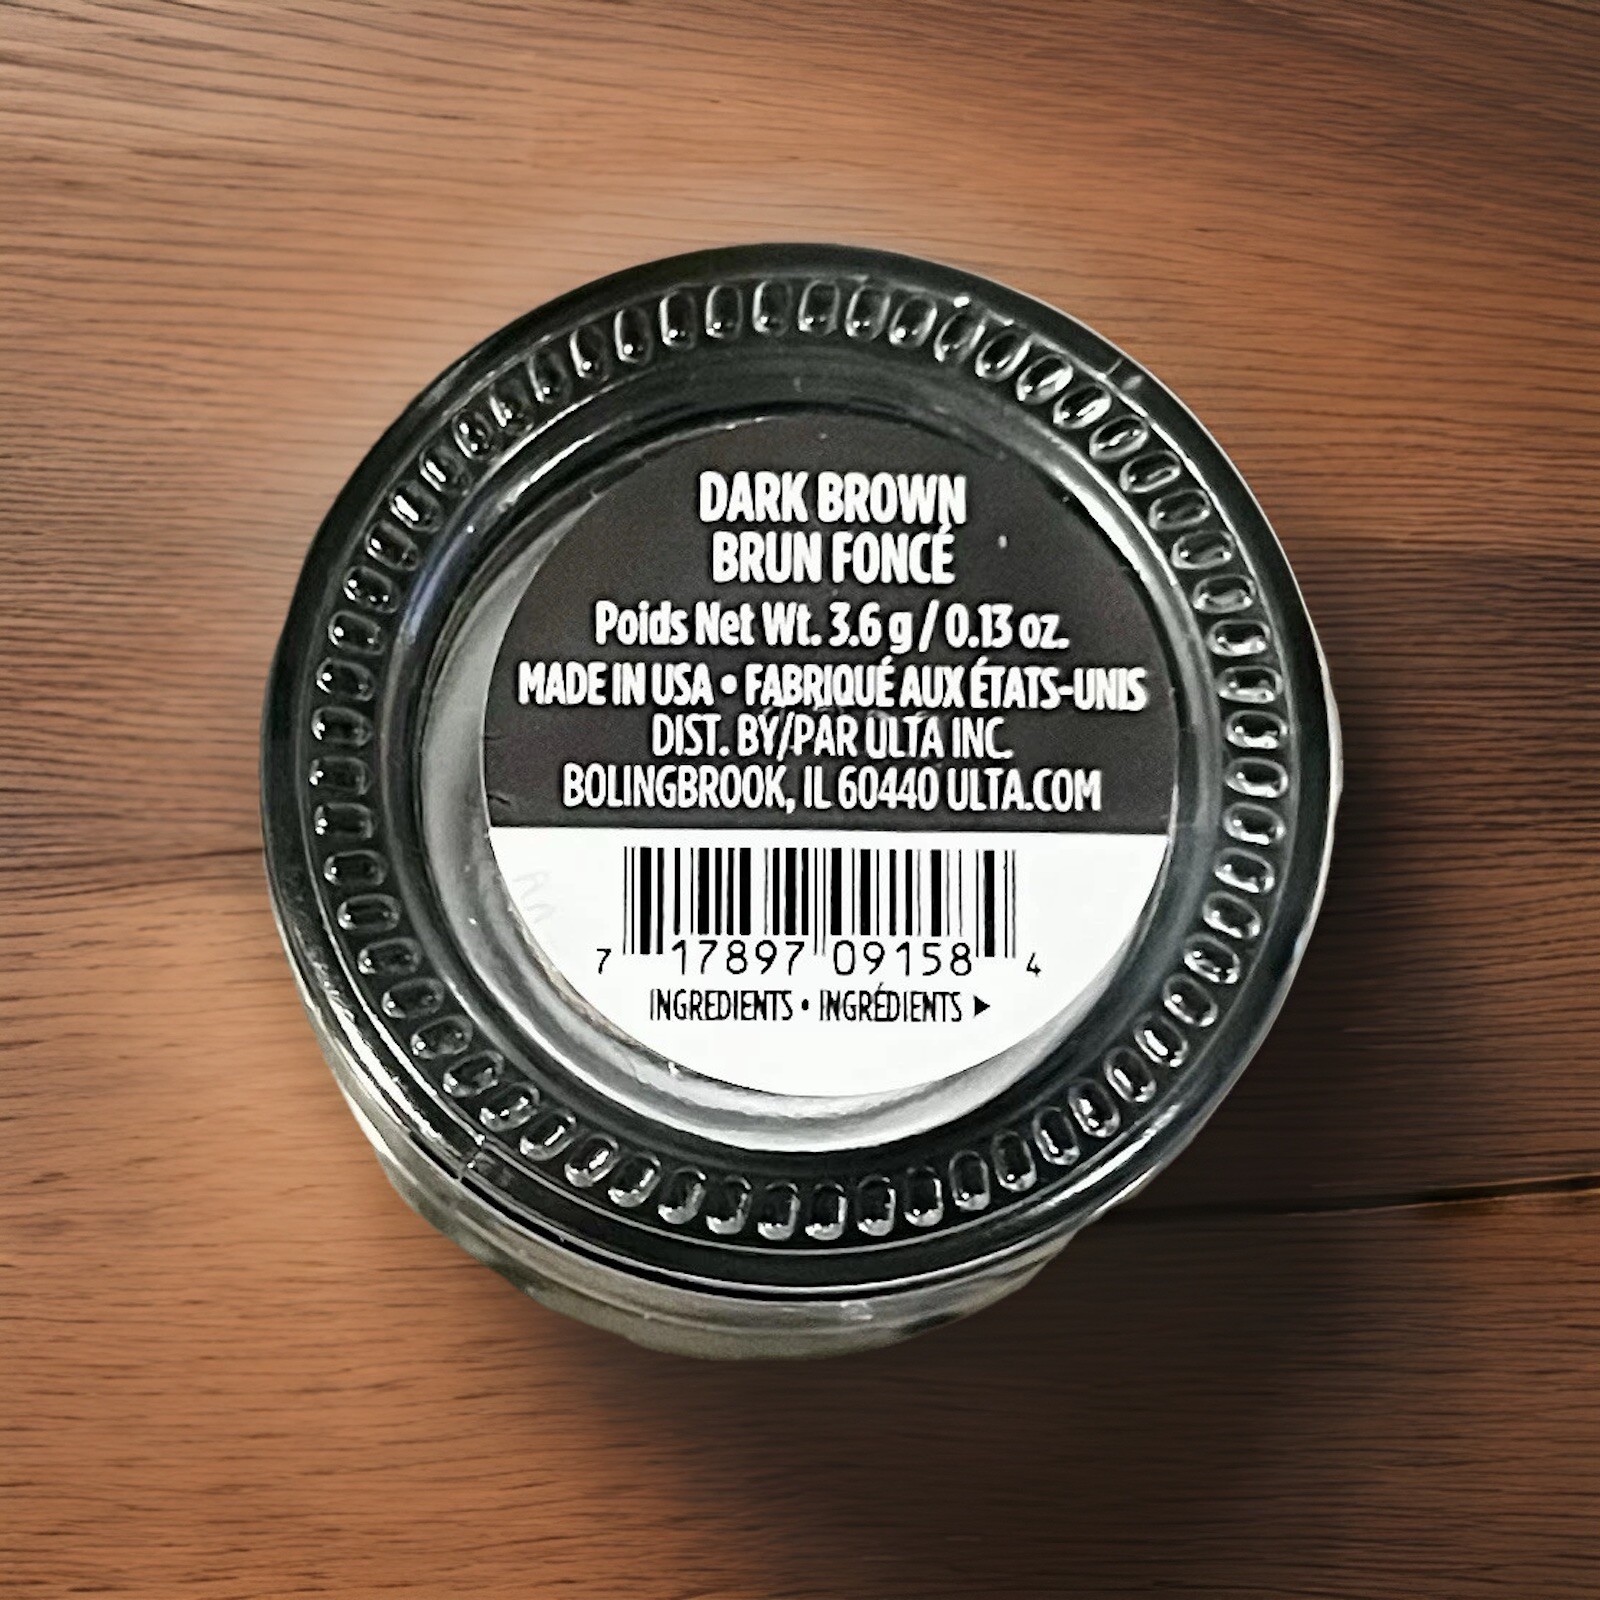 DARK BROWN
BRUN FONCÉ
Poids Net Wt. 3.6 g / 0.13 oz.
MADE IN USA • FABRIQUÉ AUX ÉTATS-UNIS
DIST. BY/PAR ULTA INC.
BOLINGBROOK, IL 60440 ULTA.COM
7 17897 09158 4
INGREDIENTS • INGRÉDIENTS ►